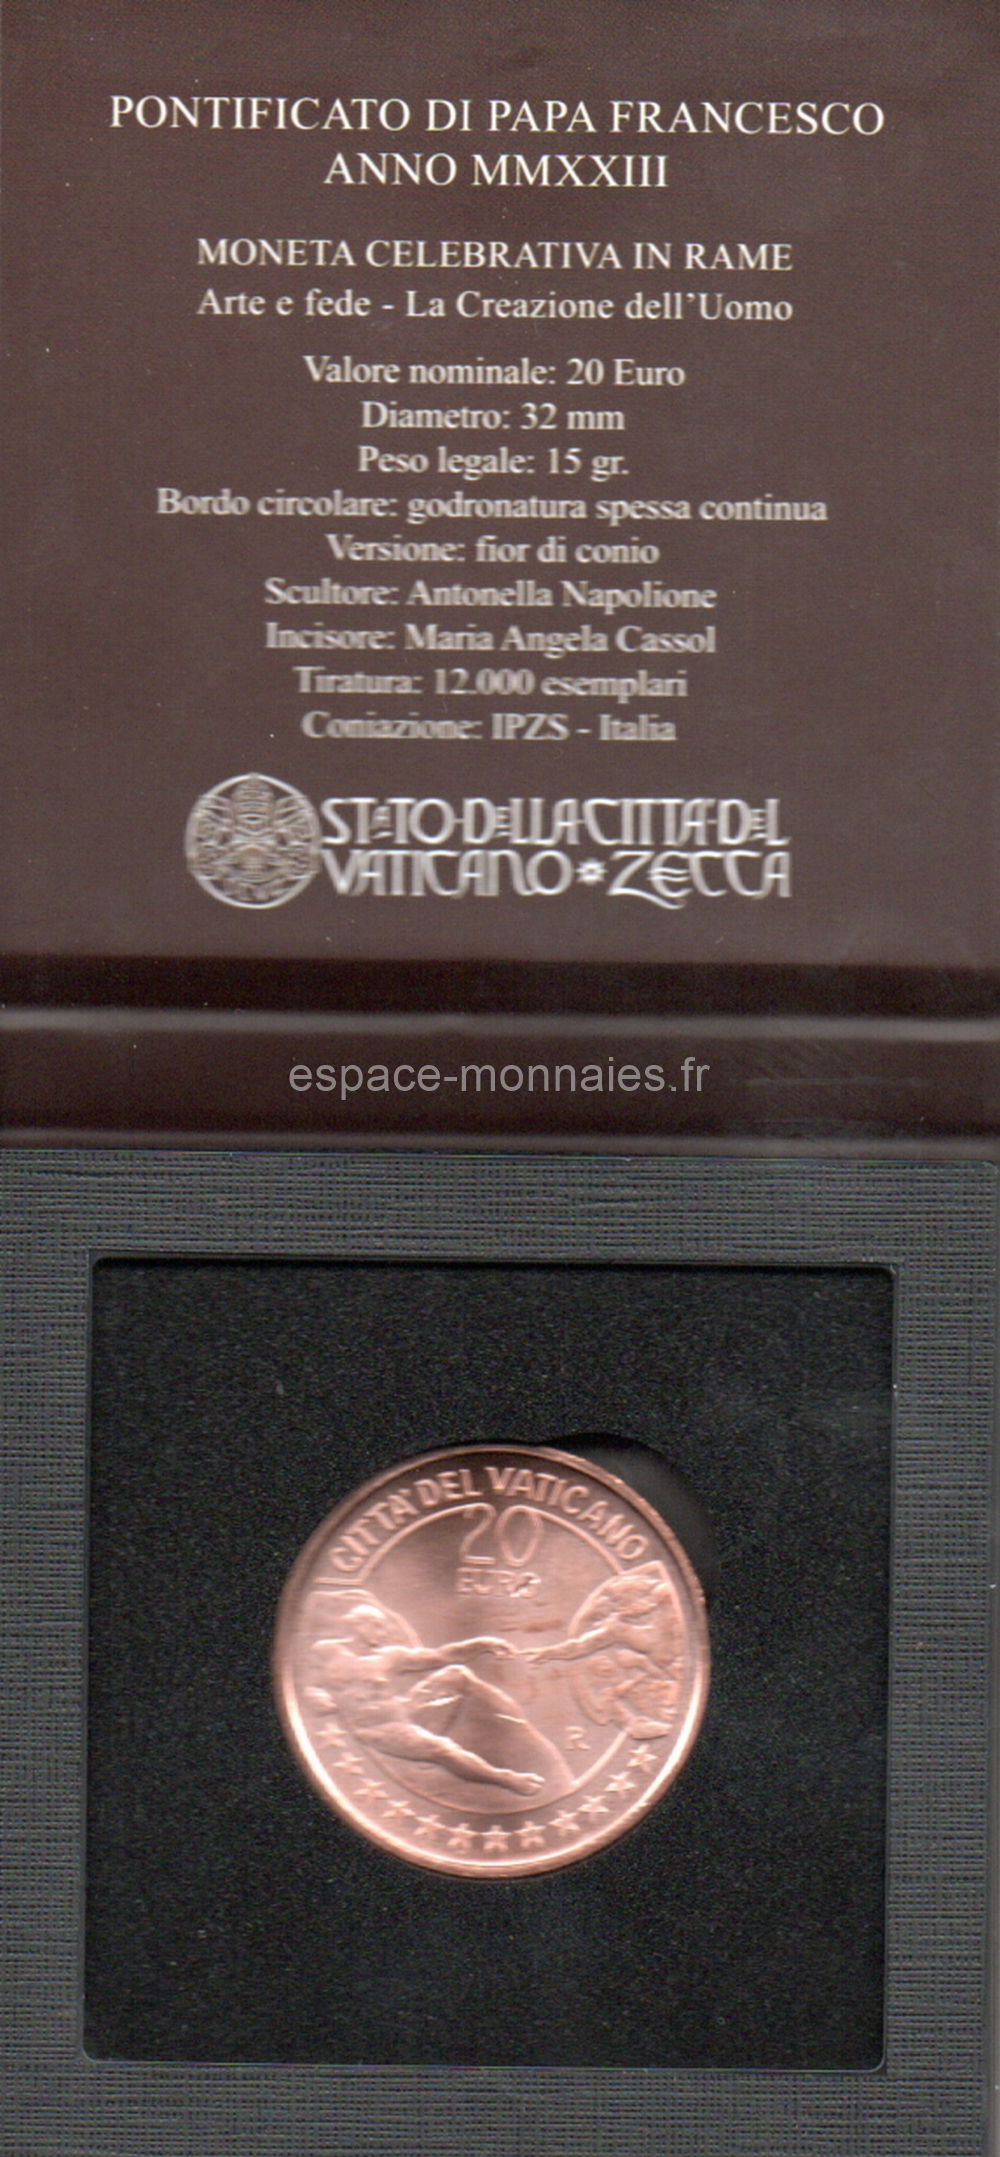 PONTIFICATO DI PAPA FRANCESCO
ANNO MMXXIII
MONETA CELEBRATIVA IN RAME
Arte e fede - La Creazione dell'Uomo
Valore nominale: 20 Euro
Diametro: 32 mm
Peso legale: 15 gr.
Bordo circolare: godronatura spessa continua
Versione: fior di conio
Scultore: Antonella Napolione
Incisore: Maria Angela Cassol
Tiratura: 12.000 esemplari
Coniazione: IPZS - Italia
STATO·DELLA·CITTA'·DEL
VATICANO * ZECCA
espace-monnaies.fr
CITTA' DEL VATICANO
20
EURO
R